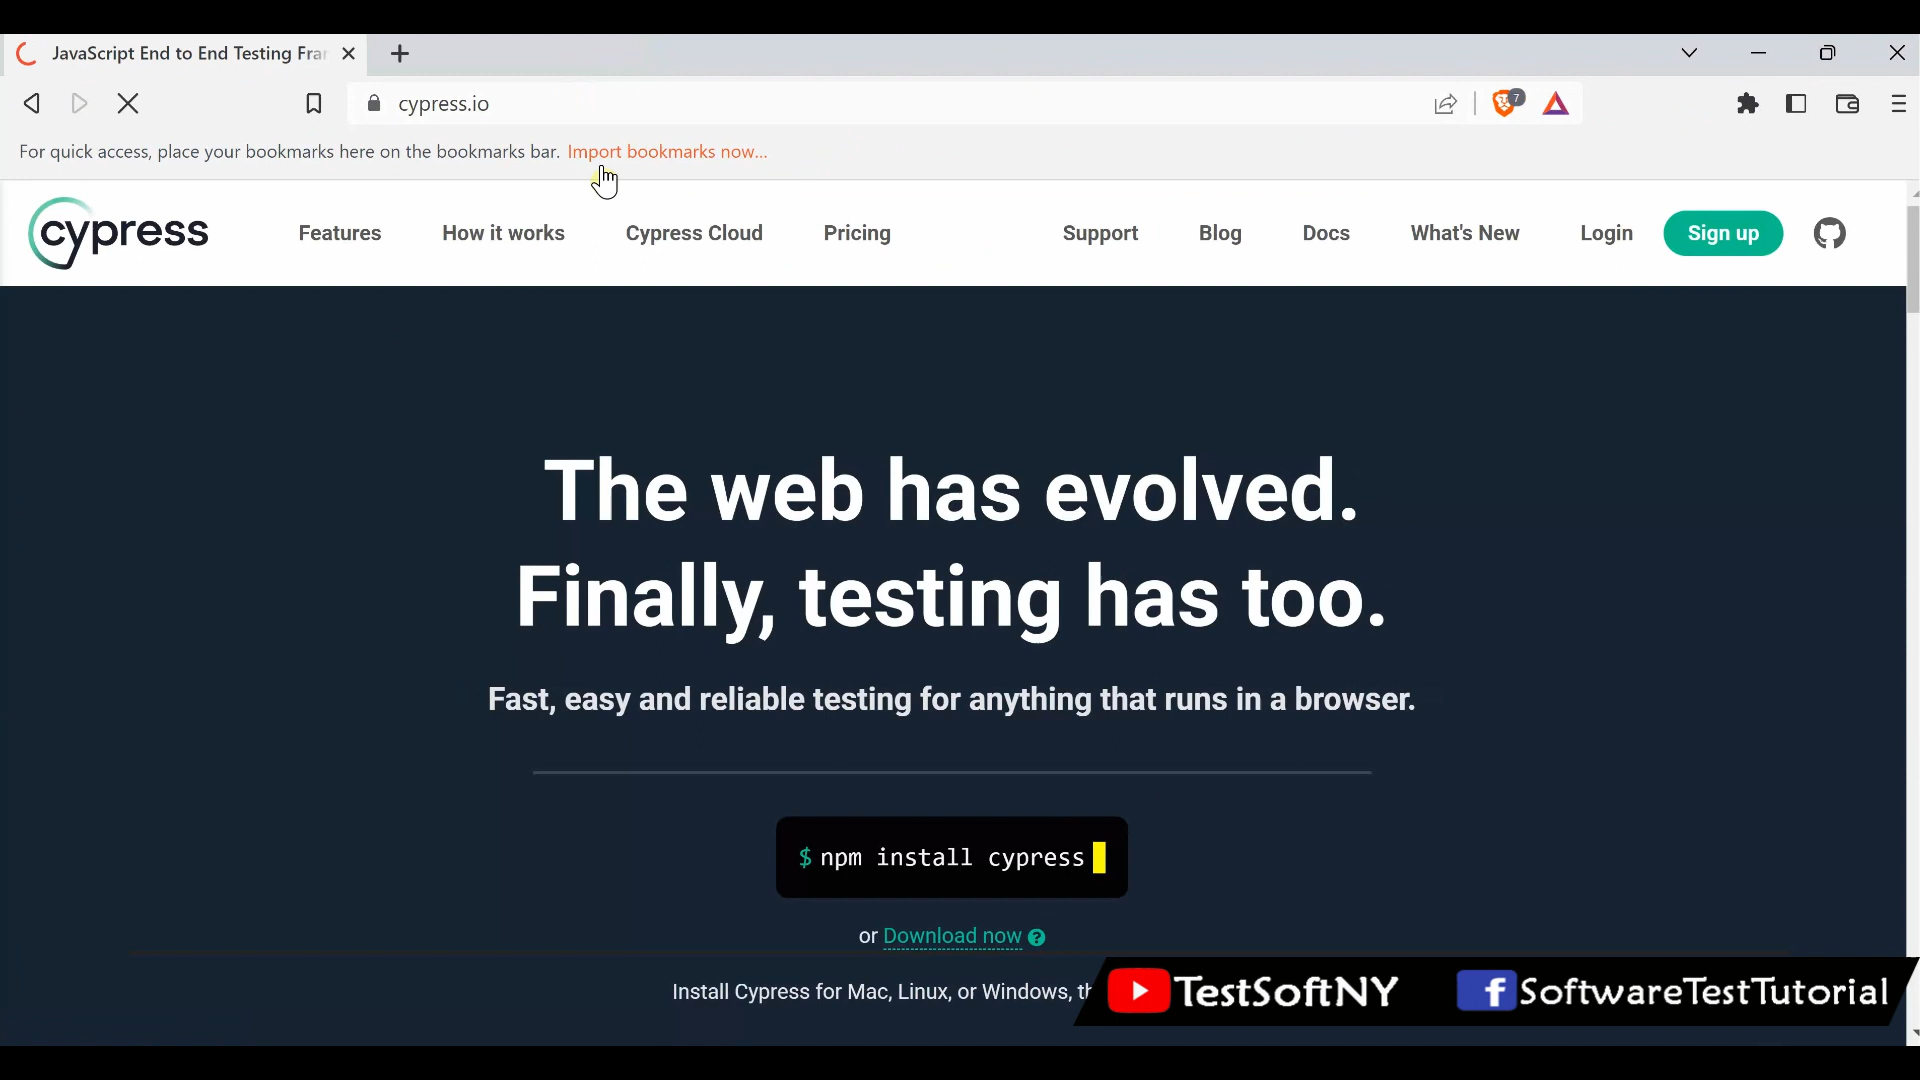 JavaScript End to End Testing Fra
cypress.io
7
For quick access, place your bookmarks here on the bookmarks bar. Import bookmarks now...
cypress Features How it works Cypress Cloud Pricing Support Blog Docs What's New Login Sign up
The web has evolved.
Finally, testing has too.
Fast, easy and reliable testing for anything that runs in a browser.
$ npm install cypress
or Download now ?
Install Cypress for Mac, Linux, or Windows,
TestSoftNY f SoftwareTestTutorial